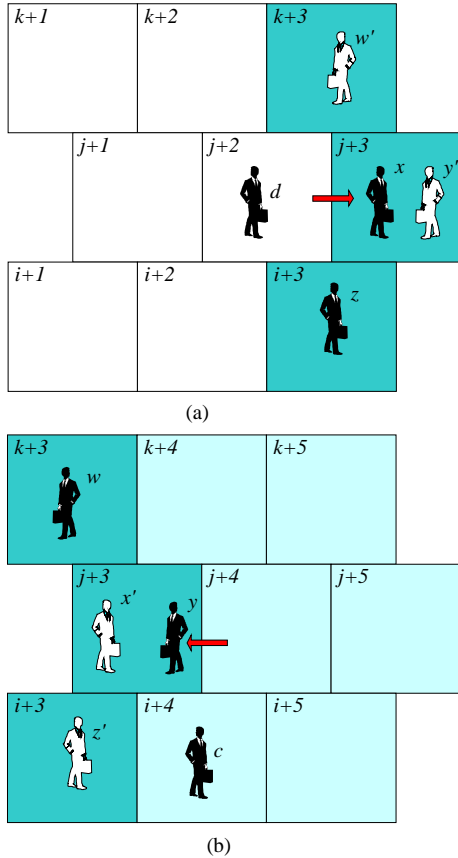 k+1 k+2 k+3
w'
j+1 j+2 j+3
d x y'
i+1 i+2 i+3
z
(a)
k+3 k+4 k+5
w
j+3 j+4 j+5
x' y
i+3 i+4 i+5
z' c
(b)